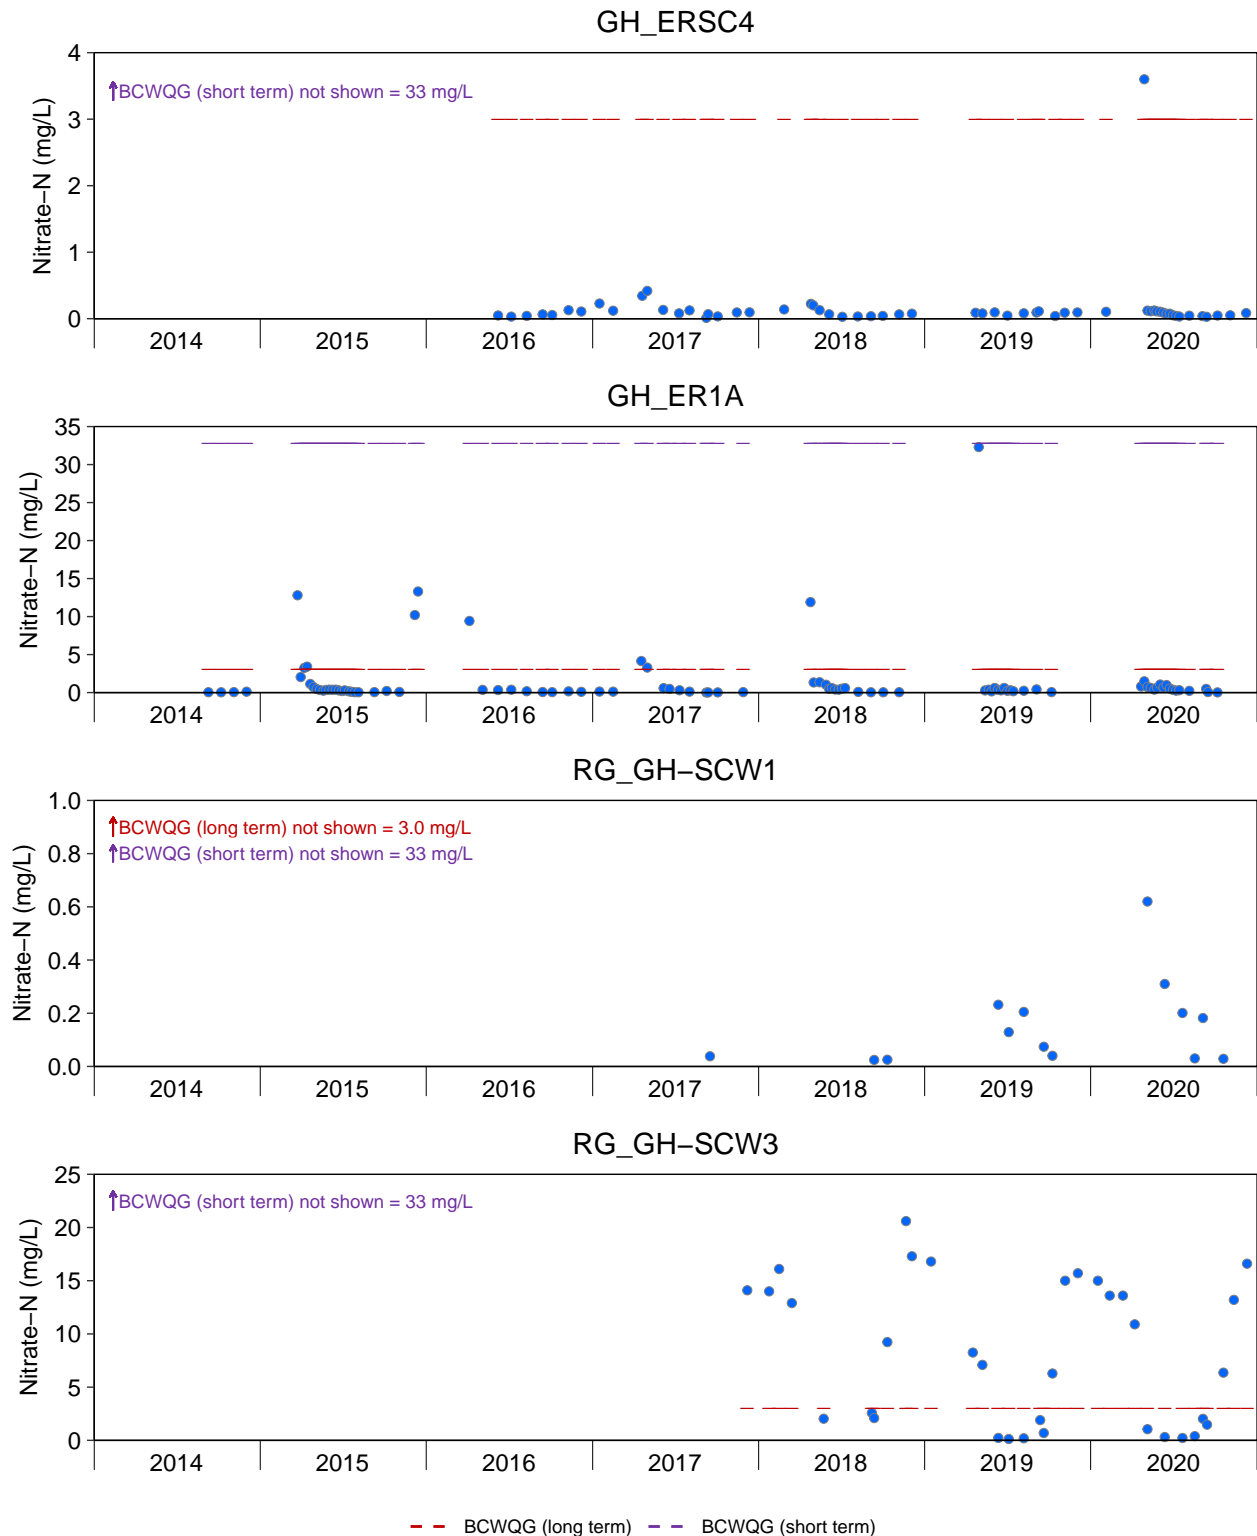 GH_ERSC4
Nitrate–N (mg/L)
4
3
2
1
0
BCWQG (short term) not shown = 33 mg/L
2014 2015 2016 2017 2018 2019 2020
GH_ER1A
Nitrate–N (mg/L)
35
30
25
20
15
10
5
0
2014 2015 2016 2017 2018 2019 2020
RG_GH–SCW1
Nitrate–N (mg/L)
1.0
0.8
0.6
0.4
0.2
0.0
BCWQG (long term) not shown = 3.0 mg/L
BCWQG (short term) not shown = 33 mg/L
2014 2015 2016 2017 2018 2019 2020
RG_GH–SCW3
Nitrate–N (mg/L)
25
20
15
10
5
0
BCWQG (short term) not shown = 33 mg/L
2014 2015 2016 2017 2018 2019 2020
BCWQG (long term) BCWQG (short term)